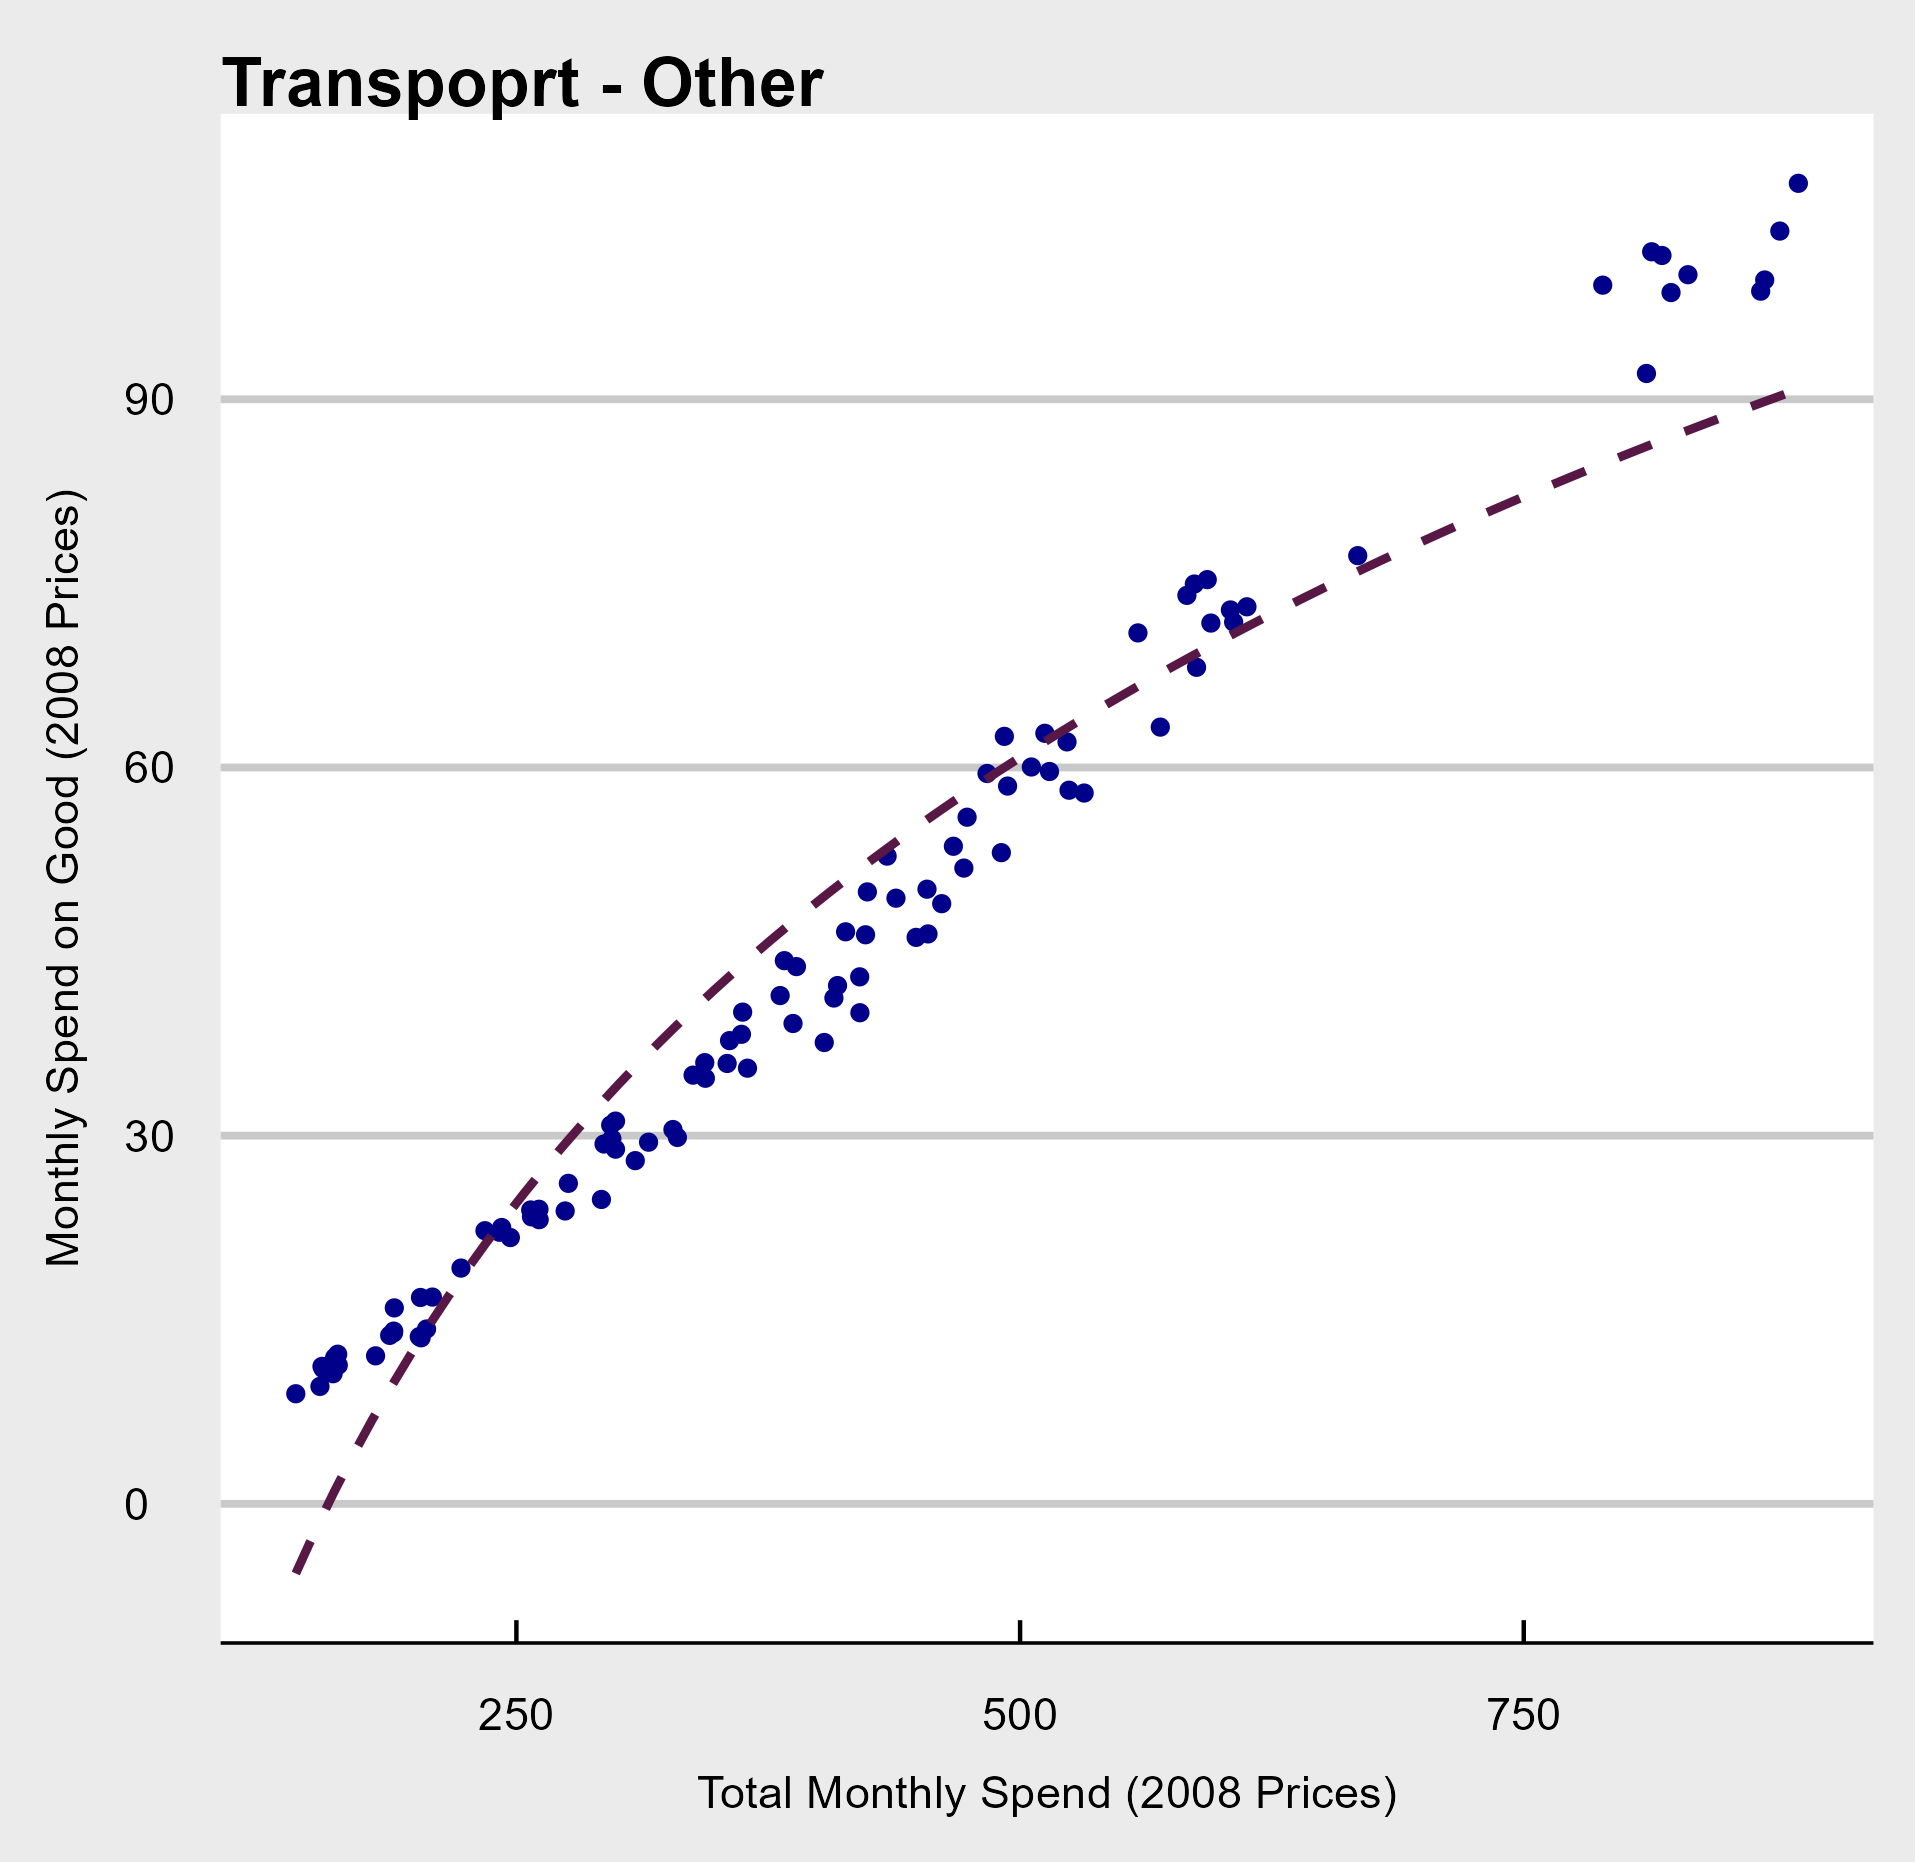 Transpoprt - Other
Monthly Spend on Good (2008 Prices)
90
60
30
0
250 500 750
Total Monthly Spend (2008 Prices)